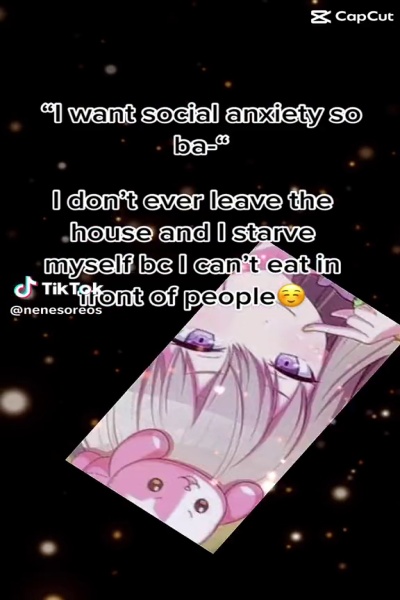 CapCut
“I want social anxiety so
ba-“
I don’t ever leave the
house and I starve
myself bc I can’t eat in
front of people☺️
TikTok
@nenesoreos